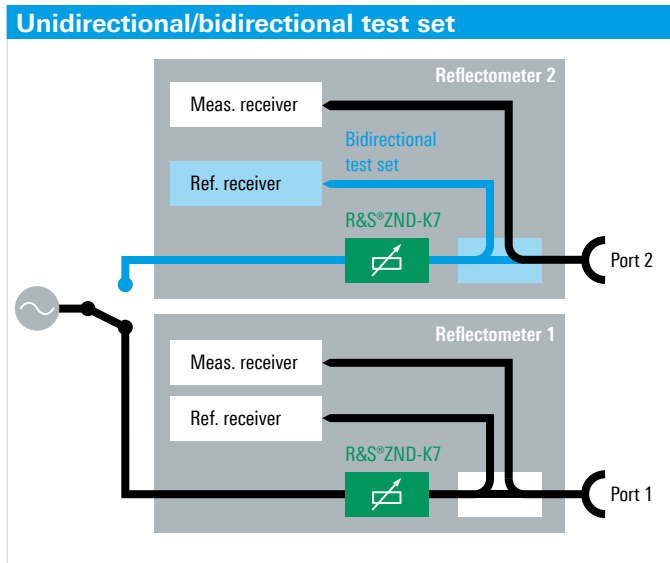 Unidirectional/bidirectional test set
Reflectometer 2
Meas. receiver
Bidirectional
test set
Ref. receiver
R&S®ZND-K7
Port 2
Reflectometer 1
Meas. receiver
Ref. receiver
R&S®ZND-K7
Port 1